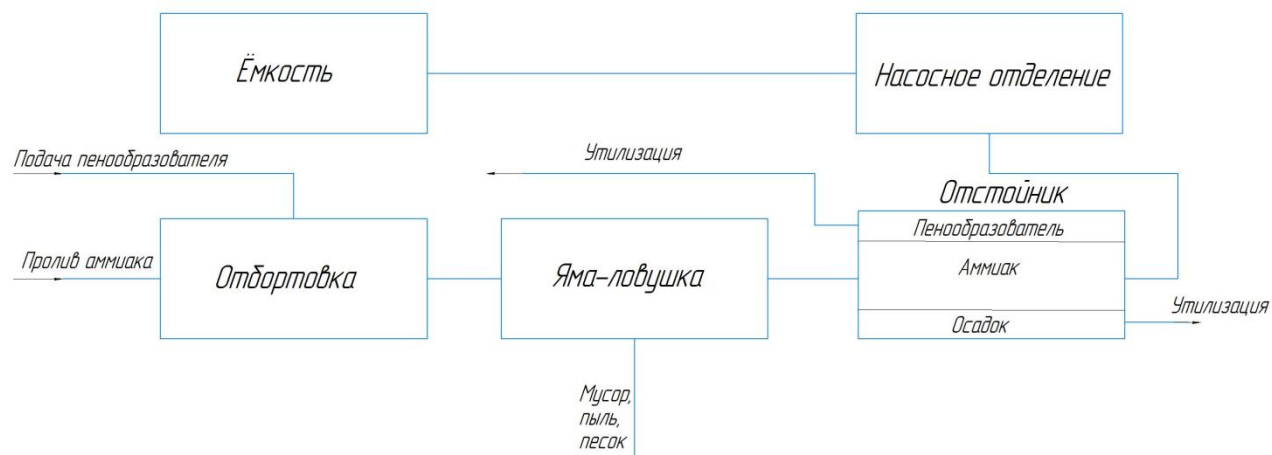 Ёмкость
Насосное отделение
Подача пенообразователя
Утилизация
Отстойник
Пенообразователь
Пролив аммиака
Отбортовка
Яма-ловушка
Аммиак
Осадок
Утилизация
Мусор,
пыль,
песок